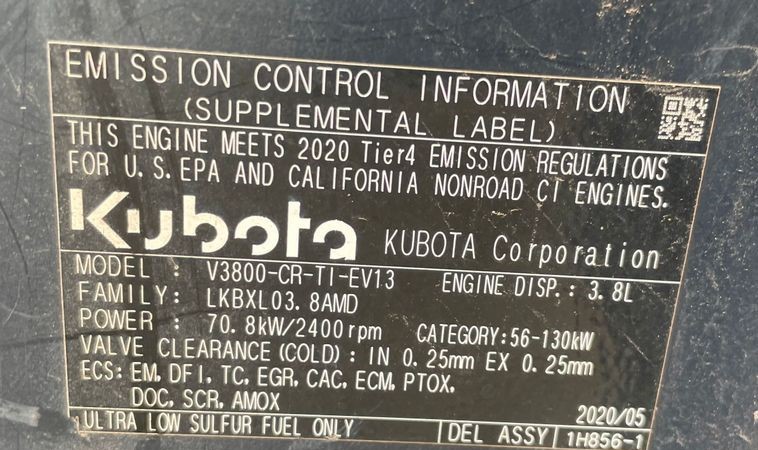 EMISSION CONTROL INFORMATION
(SUPPLEMENTAL LABEL)
THIS ENGINE MEETS 2020 Tier4 EMISSION REGULATIONS
FOR U.S.EPA AND CALIFORNIA NONROAD CI ENGINES.
Kubota KUBOTA Corporation
MODEL : V3800-CR-TI-EV13 ENGINE DISP.: 3.8L
FAMILY: LKBXL03.8AMD
POWER : 70.8kW/2400rpm CATEGORY:56-130kW
VALVE CLEARANCE(COLD): IN 0.25mm EX 0.25mm
ECS: EM, DFI, TC, EGR, CAC, ECM, PTOX,
DOC, SCR, AMOX
2020/05
ULTRA LOW SULFUR FUEL ONLY DEL ASSY 1H856-1